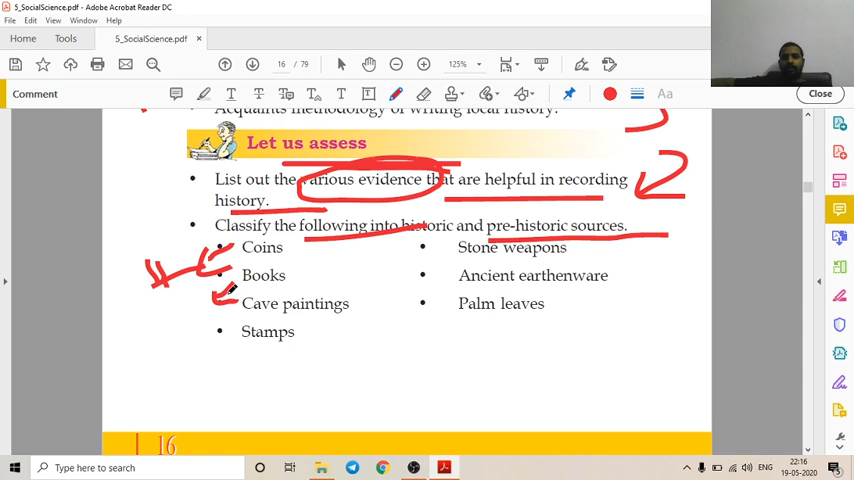 5_SocialScience.pdf - Adobe Acrobat Reader DC
File Edit View Window Help
Home Tools 5_SocialScience.pdf ×
16 / 79 125%
Comment Close
Acquaints methodology of writing local history.
Let us assess
• List out the various evidence that are helpful in recording
history.
• Classify the following into historic and pre-historic sources.
• Coins • Stone weapons
• Books • Ancient earthenware
• Cave paintings • Palm leaves
• Stamps
16
Type here to search
ENG 22:16
19-05-2020